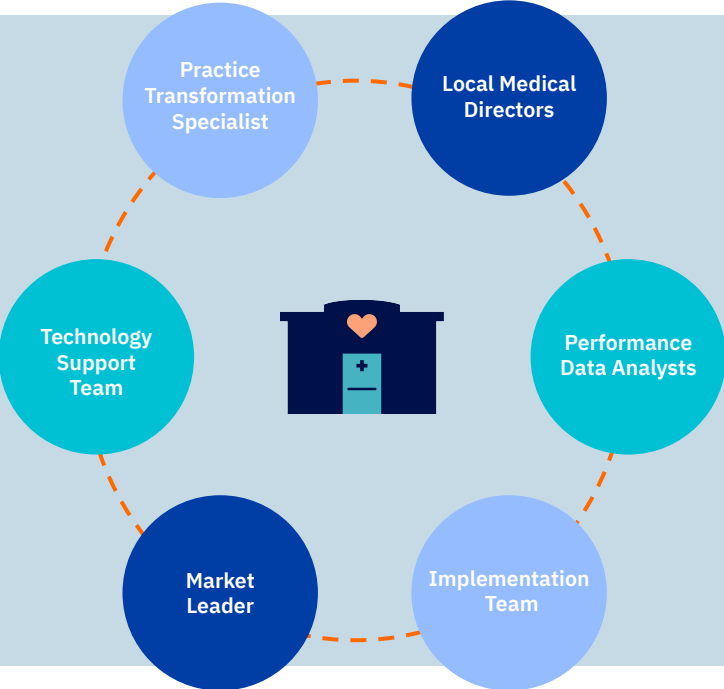 Practice
Transformation
Specialist
Local Medical
Directors
Technology
Support
Team
Performance
Data Analysts
Market
Leader
Implementation
Team